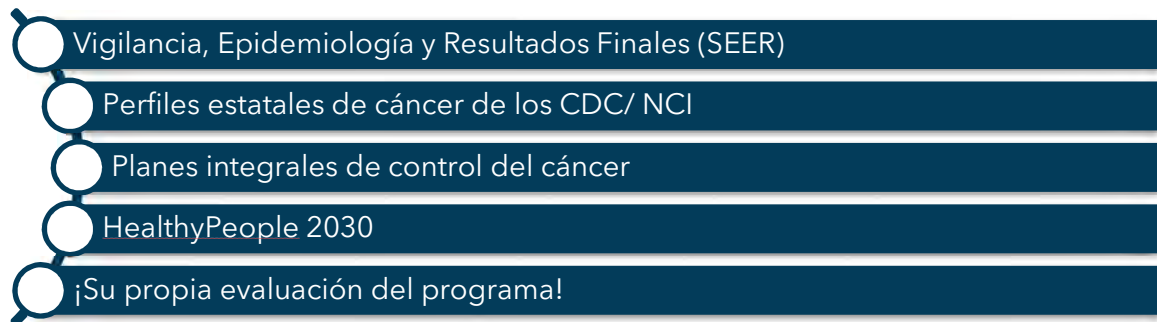 Vigilancia, Epidemiología y Resultados Finales (SEER)
Perfiles estatales de cáncer de los CDC/ NCI
Planes integrales de control del cáncer
HealthyPeople 2030
¡Su propia evaluación del programa!